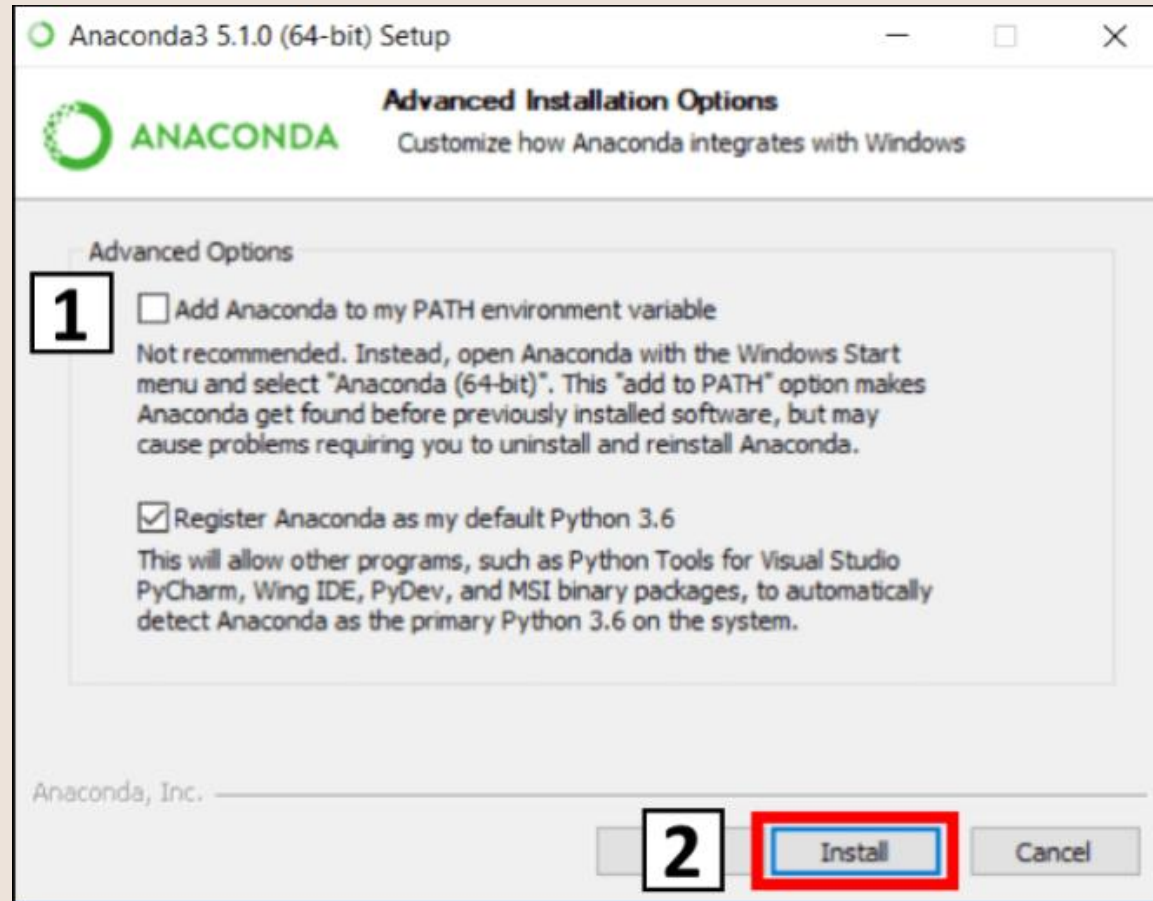 Anaconda3 5.1.0 (64-bit) Setup
ANACONDA
Advanced Installation Options
Customize how Anaconda integrates with Windows
Advanced Options
1
Add Anaconda to my PATH environment variable
Not recommended. Instead, open Anaconda with the Windows Start
menu and select "Anaconda (64-bit)". This "add to PATH" option makes
Anaconda get found before previously installed software, but may
cause problems requiring you to uninstall and reinstall Anaconda.
Register Anaconda as my default Python 3.6
This will allow other programs, such as Python Tools for Visual Studio
PyCharm, Wing IDE, PyDev, and MSI binary packages, to automatically
detect Anaconda as the primary Python 3.6 on the system.
Anaconda, Inc.
2
Install
Cancel